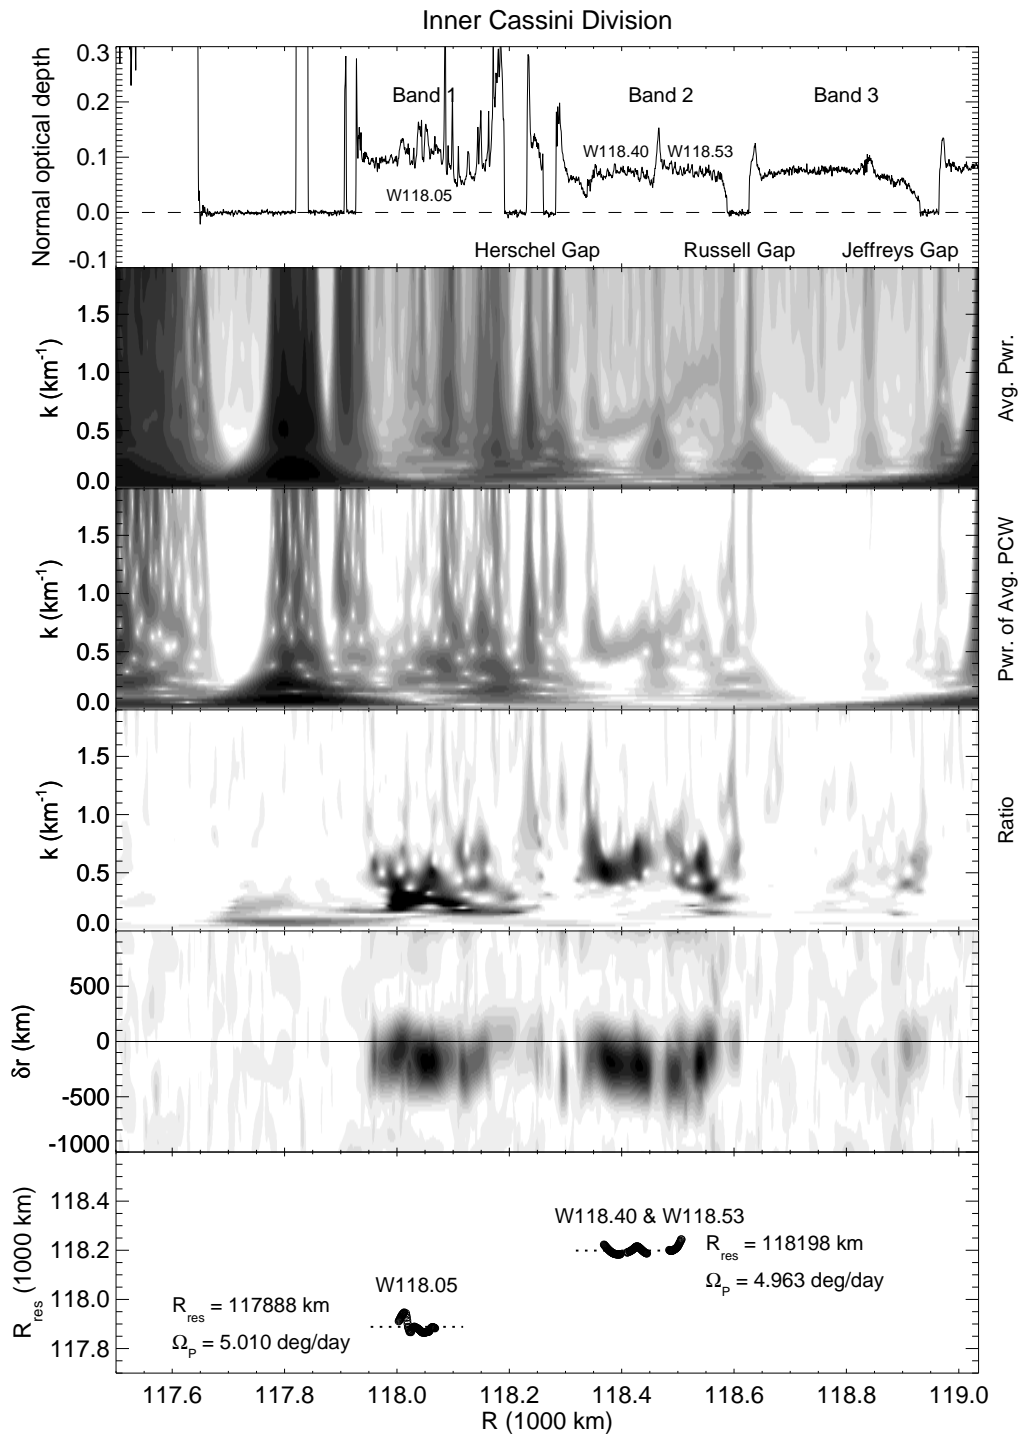 Inner Cassini Division
Normal optical depth
0.3
0.2
0.1
0.0
-0.1
Band 1
Band 2
Band 3
W118.05
W118.40
W118.53
Herschel Gap
Russell Gap
Jeffreys Gap
k (km⁻¹)
1.5
1.0
0.5
0.0
Avg. Pwr.
k (km⁻¹)
1.5
1.0
0.5
0.0
Pwr. of Avg. PCW
k (km⁻¹)
1.5
1.0
0.5
0.0
Ratio
δr (km)
500
0
-500
-1000
R_res (1000 km)
118.4
118.2
118.0
117.8
W118.40 & W118.53
R_res = 118198 km
Ω_P = 4.963 deg/day
W118.05
R_res = 117888 km
Ω_P = 5.010 deg/day
117.6 117.8 118.0 118.2 118.4 118.6 118.8 119.0
R (1000 km)